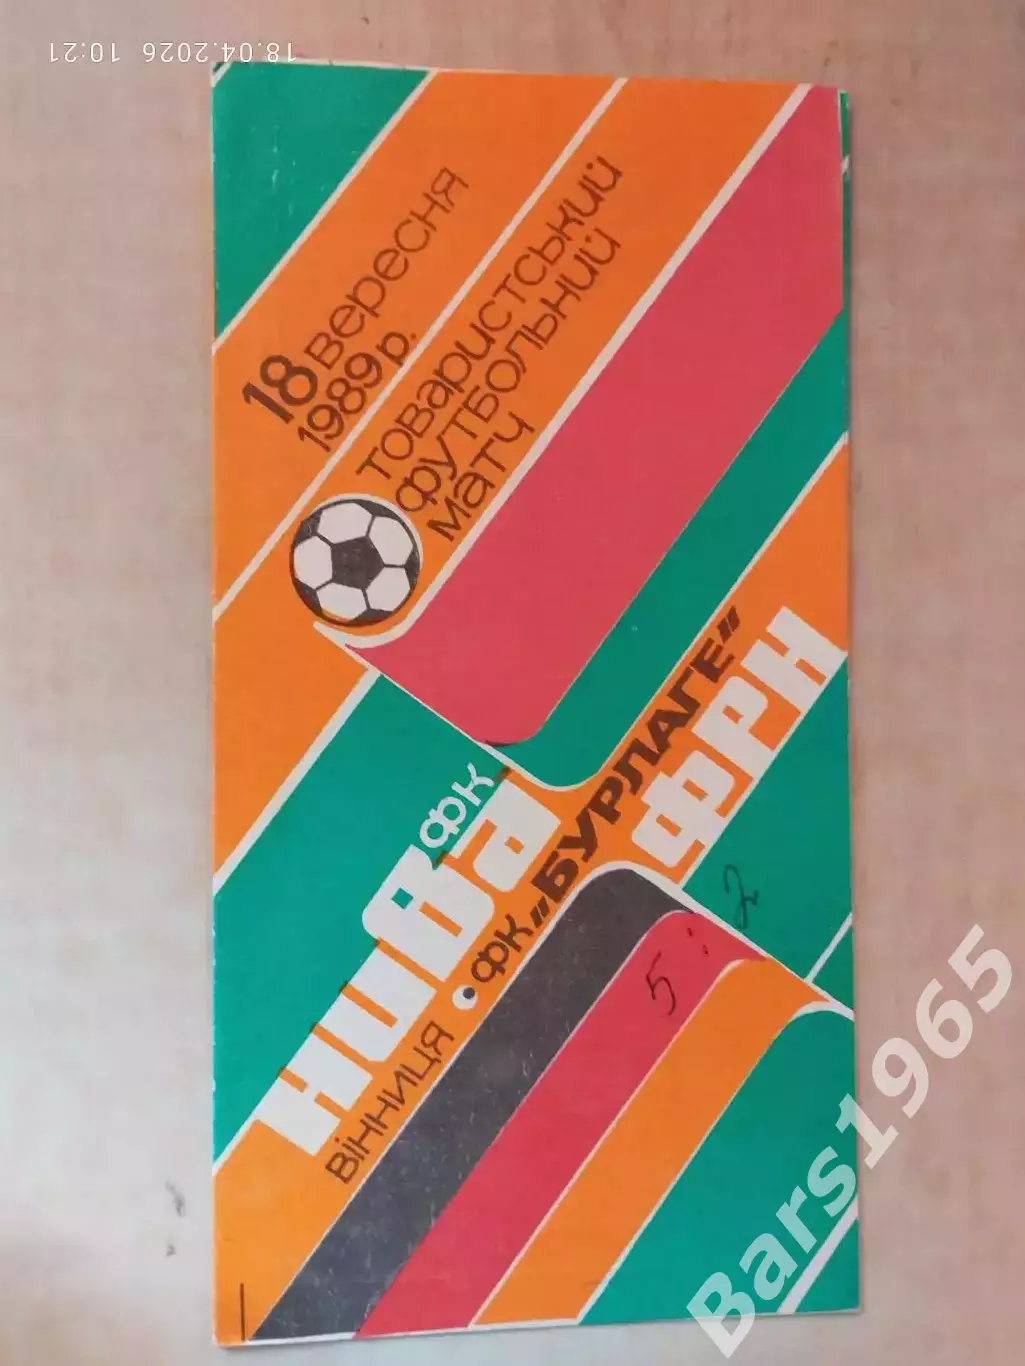 18.04.2026 10:21
18 вересня
1989 р.
товариський
футбольний
матч
фк
нива
вінниця
фк „БУРЛАГЕ”
ФРН
5 : 2
Bars1965